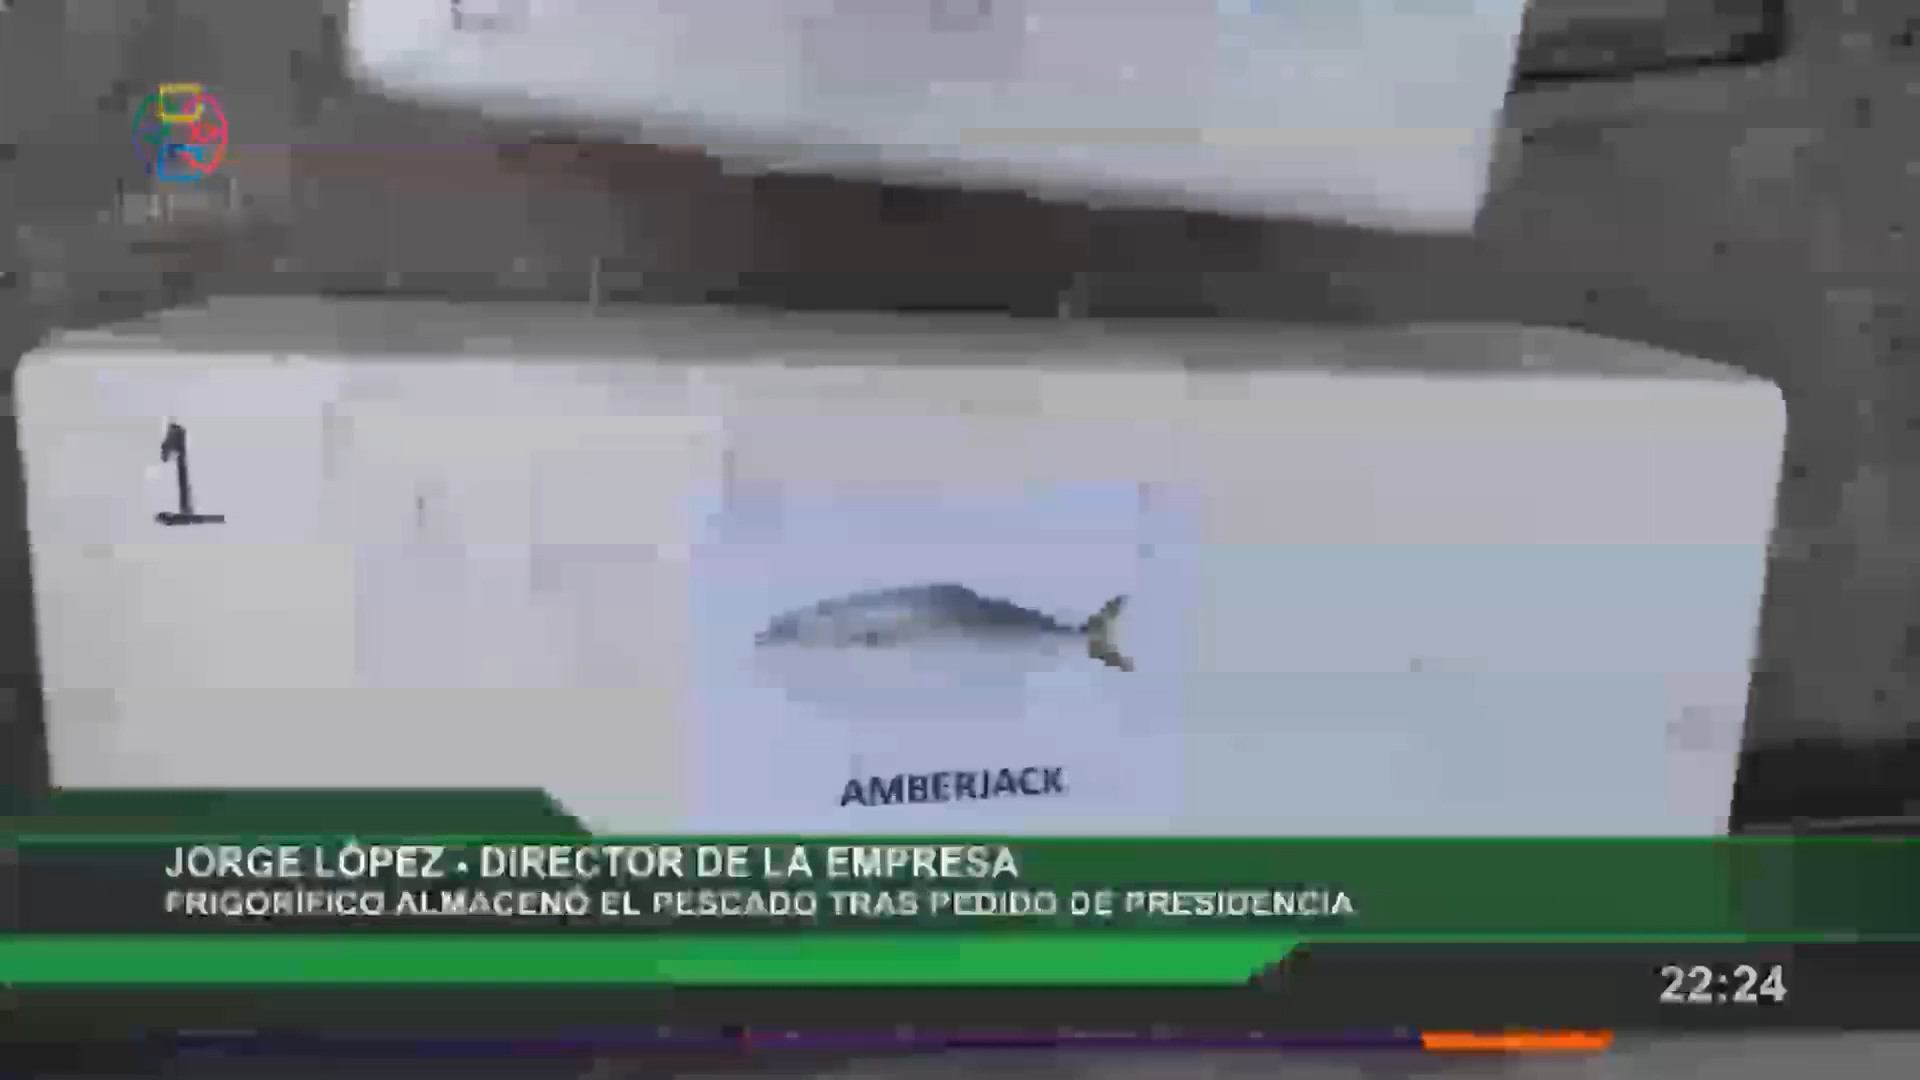 1
AMBERJACK
JORGE LÓPEZ - DIRECTOR DE LA EMPRESA
FRIGORÍFICO ALMACENÓ EL PESCADO TRAS PEDIDO DE PRESIDENCIA
22:24